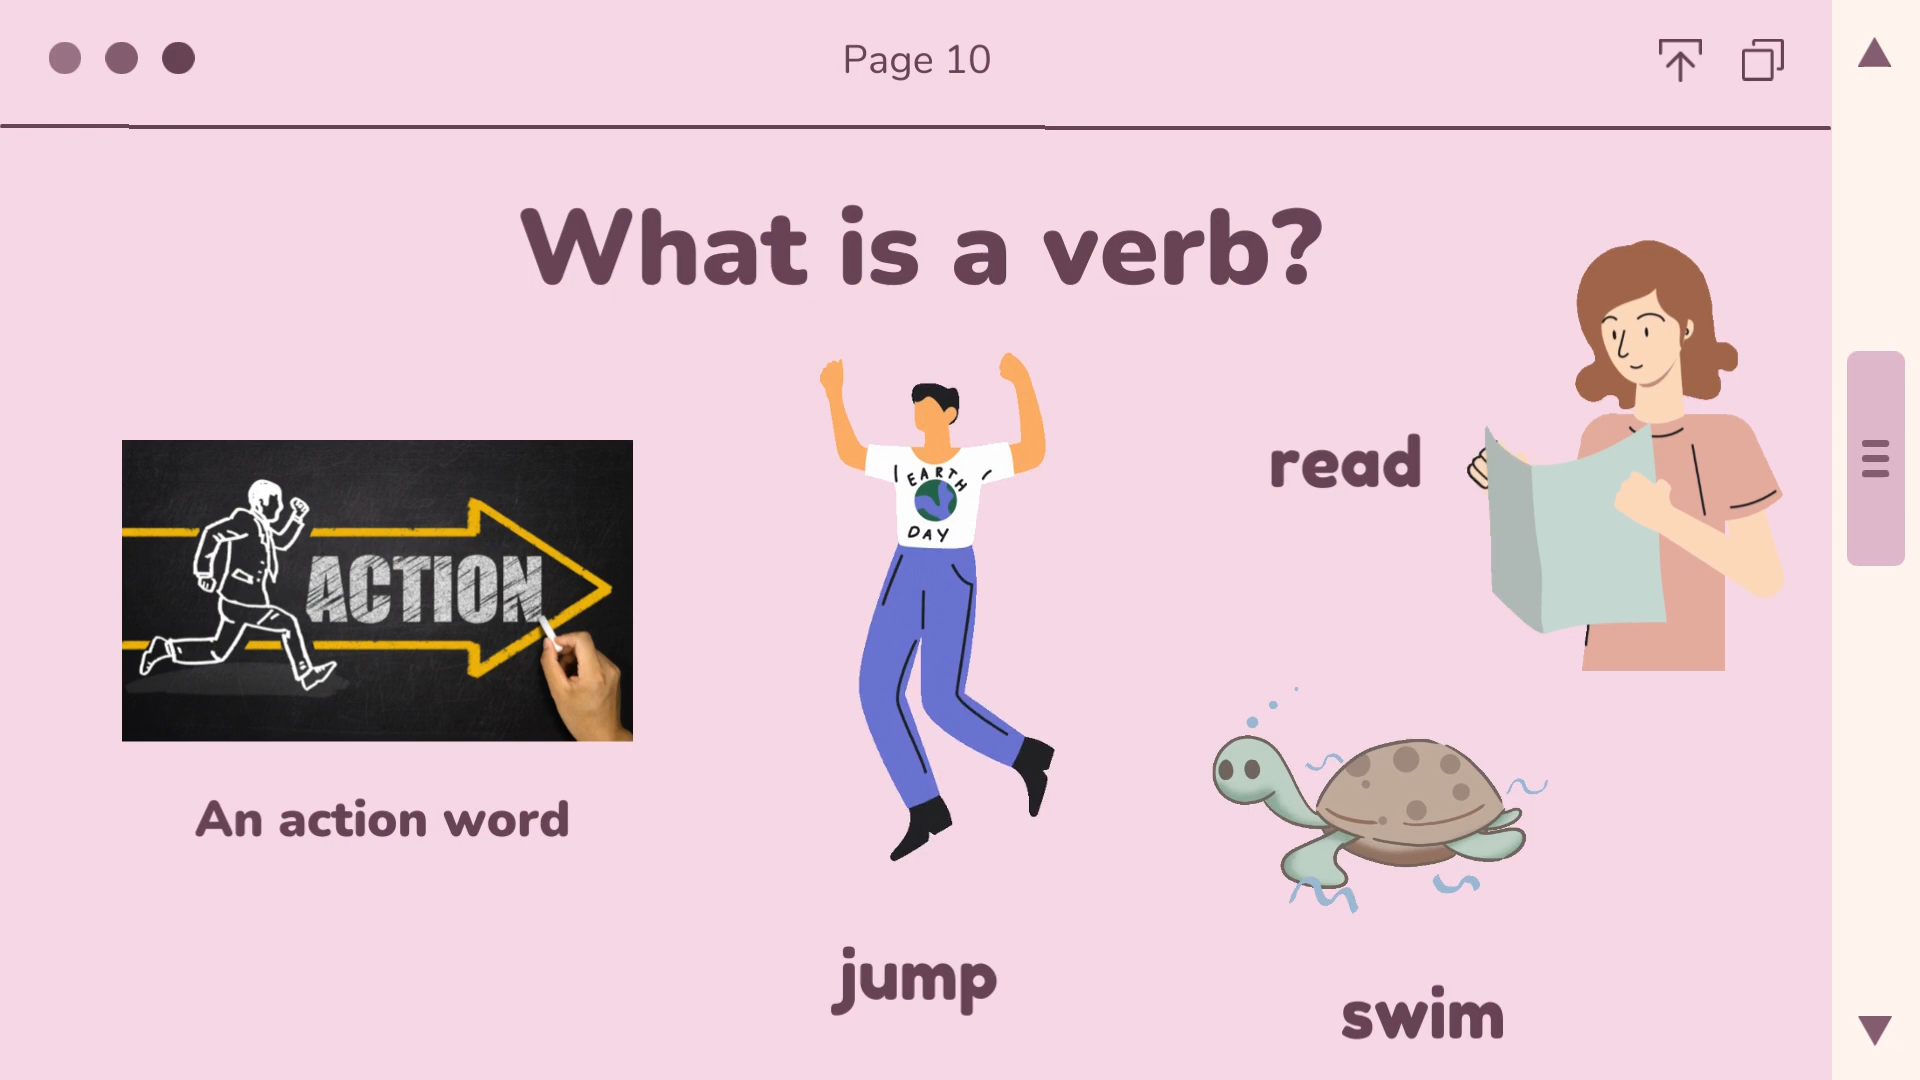 Page 10
What is a verb?
read
EARTH
DAY
ACTION
An action word
jump
swim